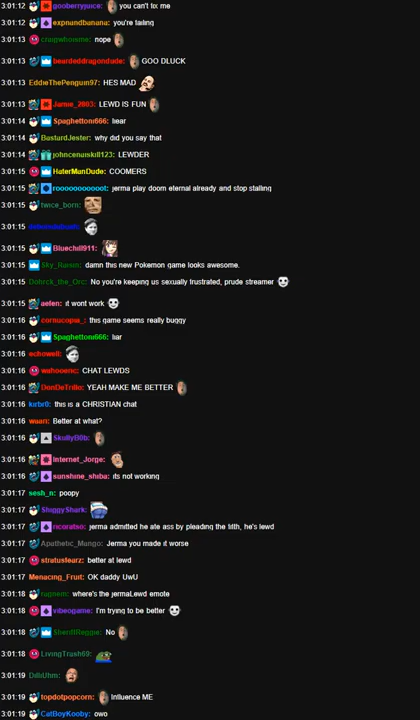 3:01:12 gooberryjuice: you can't fix me
3:01:12 expnandbanana: you're failing
3:01:13 craigwhoisme: nope
3:01:13 beardeddragondude: GOO DLUCK
3:01:13 EddieThePenguin97: HES MAD
3:01:13 Jamie_2003: LEWD IS FUN
3:01:14 Spaghettom666: liear
3:01:14 BastardJester: why did you say that
3:01:14 johncenaiskill123: LEWDER
3:01:15 HaterManDude: COOMERS
3:01:15 rooooooooooot: jerma play doom eternal already and stop stalling
3:01:15 twice_born:
3:01:15
3:01:15 Bluechill911:
3:01:15 Sky_Raisin: damn this new Pokemon game looks awesome.
3:01:15 Dohrck_the_Orc: No you're keeping us sexually frustrated, prude streamer
3:01:15 aelen: it wont work
3:01:16 cornucopia_: this game seems really buggy
3:01:16 Spaghettom666: liar
3:01:16 echowell:
3:01:16 wahooeric: CHAT LEWDS
3:01:16 DonDeTrillo: YEAH MAKE ME BETTER
3:01:16 kirbr0: this is a CHRISTIAN chat
3:01:16 waari: Better at what?
3:01:16 SkullyB0b:
3:01:16 Internet_Jorge:
3:01:16 sunshine_shiba: its not working
3:01:17 sesh_n: poopy
3:01:17 SluggyShark:
3:01:17 ricoratso: jerma admitted he ate ass by pleading the fifth, he's lewd
3:01:17 Apathetic_Mango: Jerma you made it worse
3:01:17 stratusfearz: better at lewd
3:01:17 Menacing_Fruit: OK daddy UwU
3:01:18 where's the jermaLewd emote
3:01:18 vibeogame: I'm trying to be better
3:01:18 SheriffReggie: No
3:01:18 LivingTrash69:
3:01:19 DillUhm:
3:01:19 topdotpopcorn: Influence ME
3:01:19 CatBoyKooby: owo